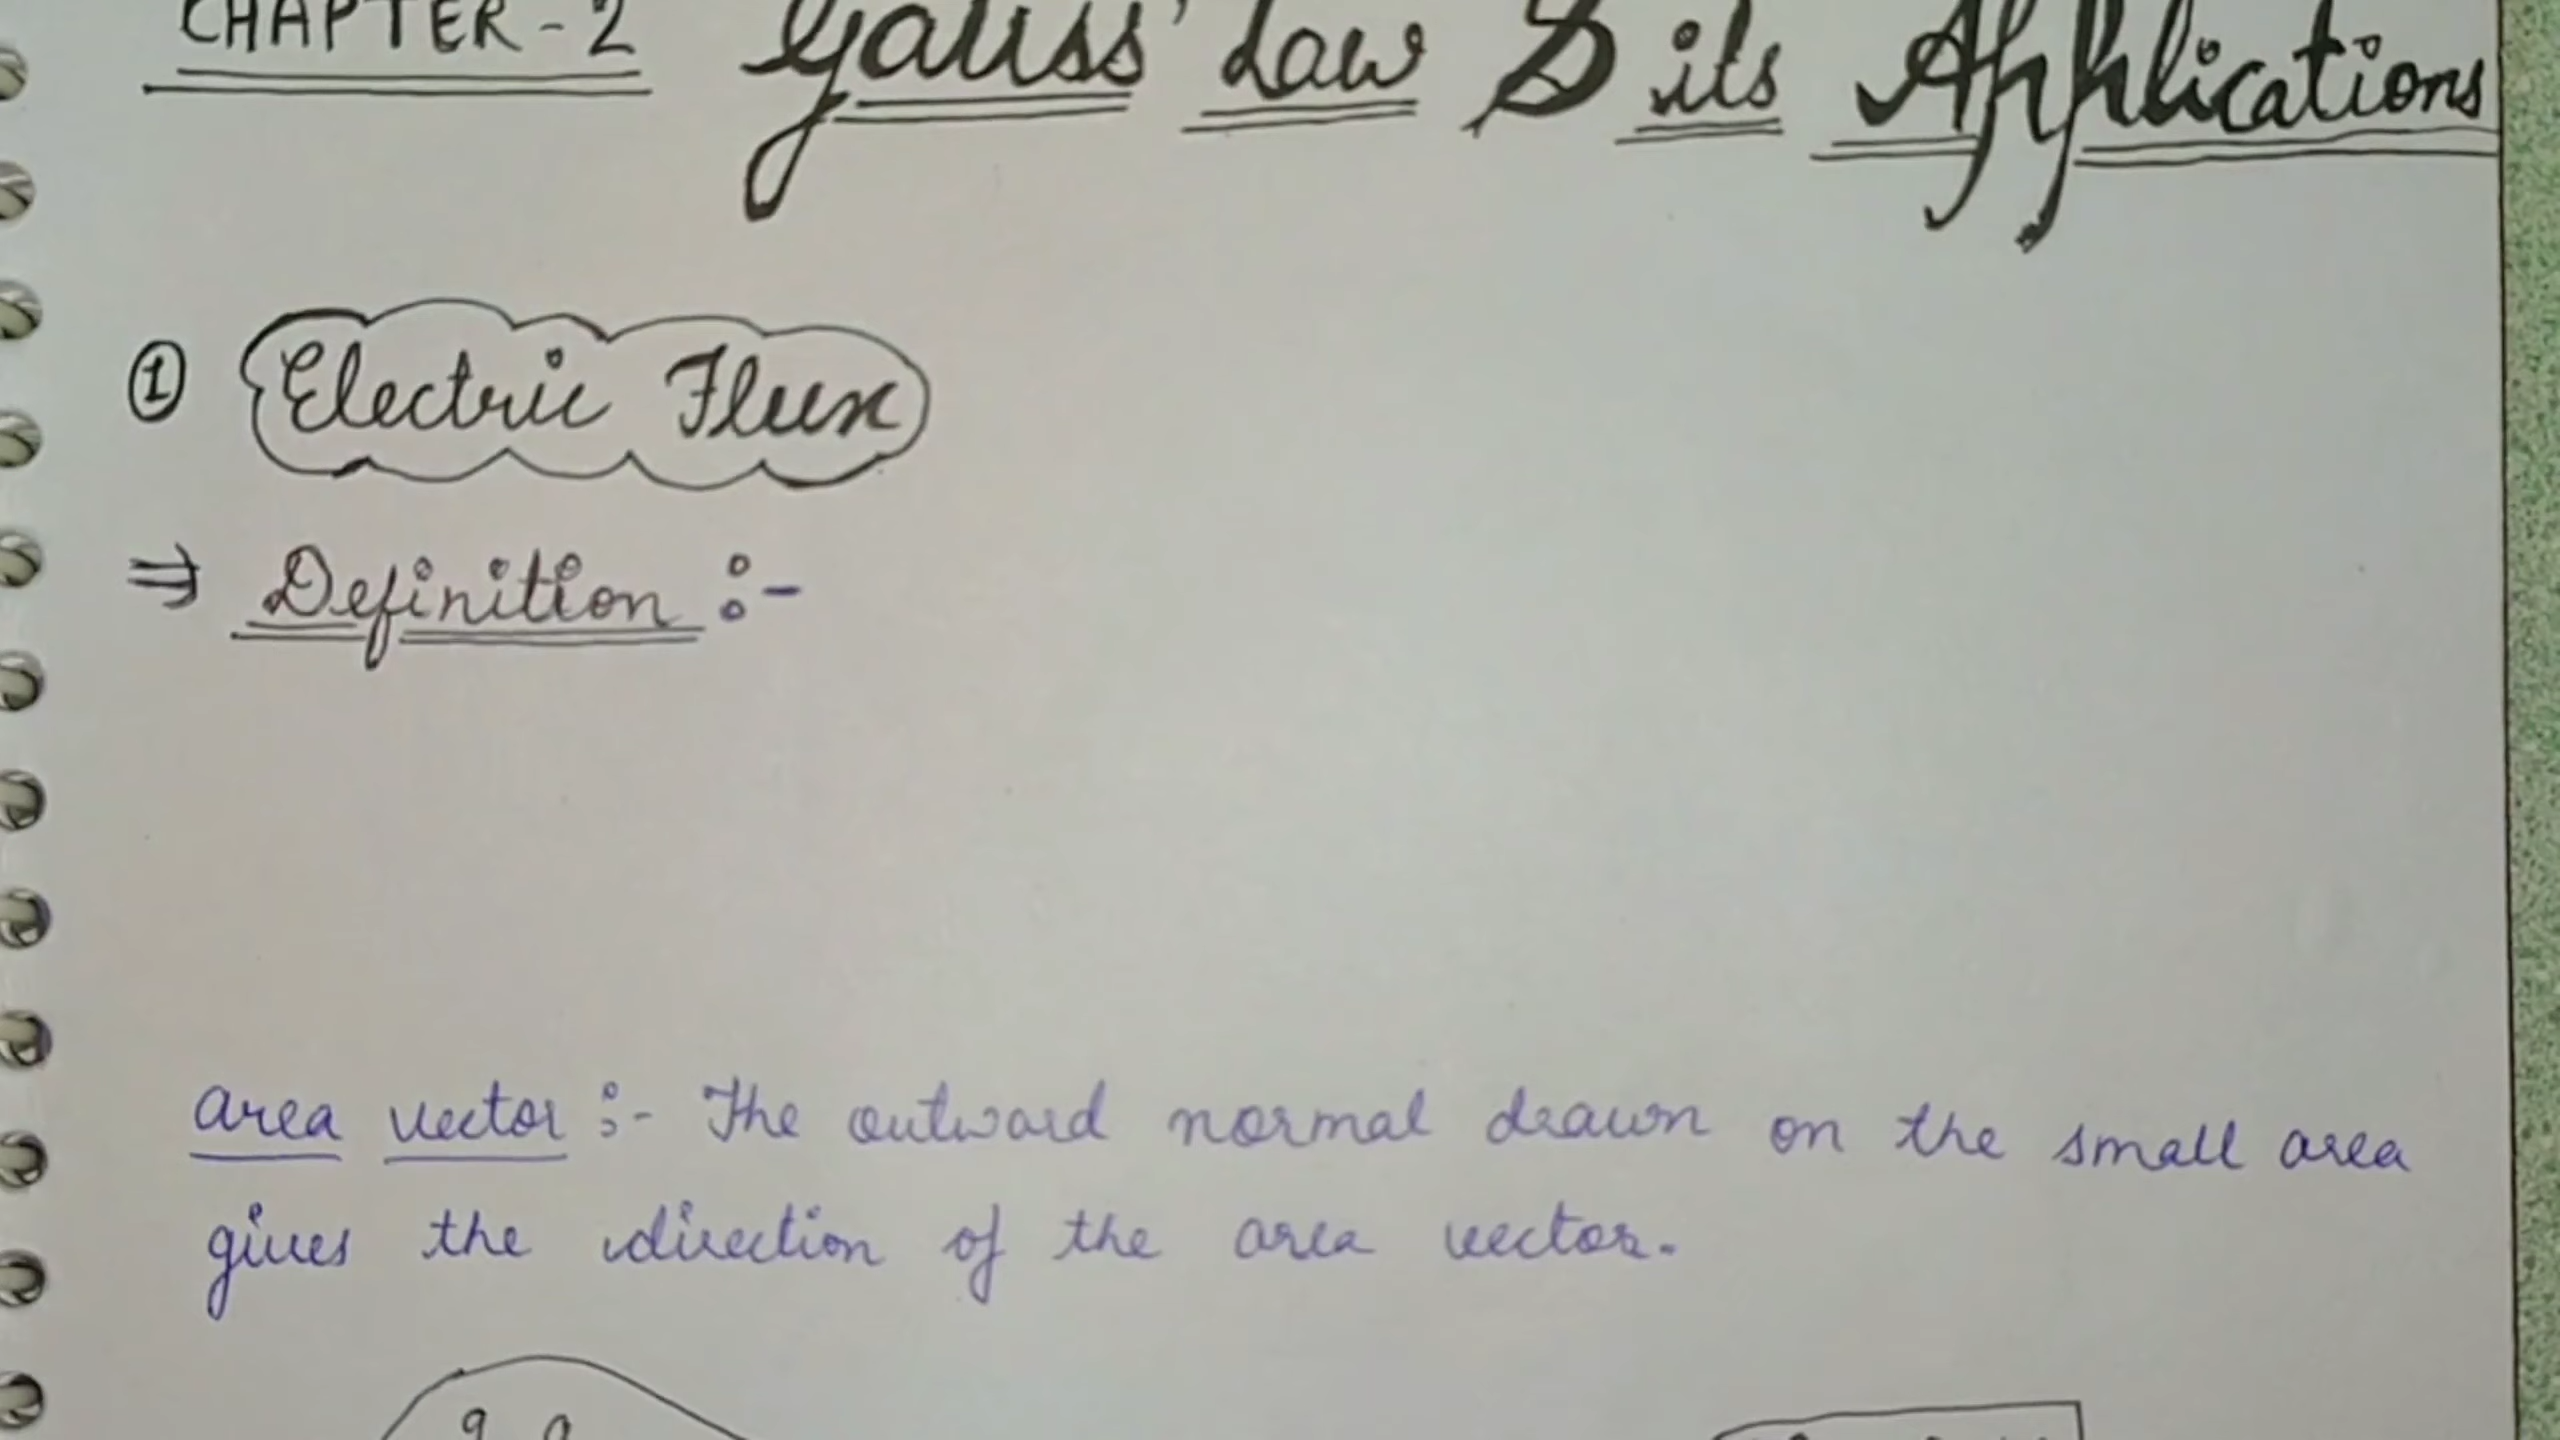 CHAPTER-2 Gauss' Law & its Applications
① Electric Flux
⇒ Definition :-
area vector :- The outward normal drawn on the small area
gives the direction of the area vector.